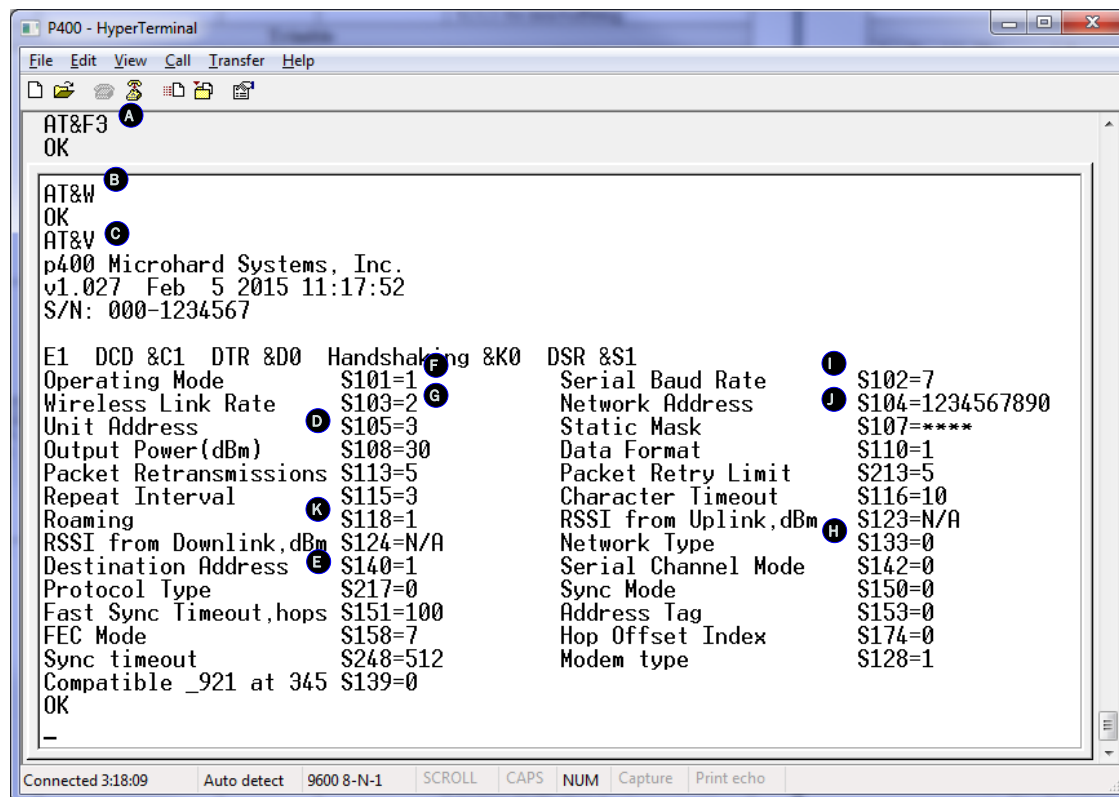 P400 - HyperTerminal
File Edit View Call Transfer Help
AT&F3 A
OK
AT&W B
OK
AT&V C
p400 Microhard Systems, Inc.
v1.027 Feb 5 2015 11:17:52
S/N: 000-1234567
E1 DCD &C1 DTR &D0 Handshaking &K0 DSR &S1
Operating Mode S101=1 F Serial Baud Rate I S102=7
Wireless Link Rate S103=2 G Network Address J S104=1234567890
Unit Address D S105=3 Static Mask S107=****
Output Power(dBm) S108=30 Data Format S110=1
Packet Retransmissions S113=5 Packet Retry Limit S213=5
Repeat Interval S115=3 Character Timeout S116=10
Roaming K S118=1 RSSI from Uplink,dBm S123=N/A
RSSI from Downlink,dBm S124=N/A Network Type H S133=0
Destination Address E S140=1 Serial Channel Mode S142=0
Protocol Type S217=0 Sync Mode S150=0
Fast Sync Timeout,hops S151=100 Address Tag S153=0
FEC Mode S158=7 Hop Offset Index S174=0
Sync timeout S248=512 Modem type S128=1
Compatible _921 at 345 S139=0
OK
_
Connected 3:18:09 Auto detect 9600 8-N-1 SCROLL CAPS NUM Capture Print echo